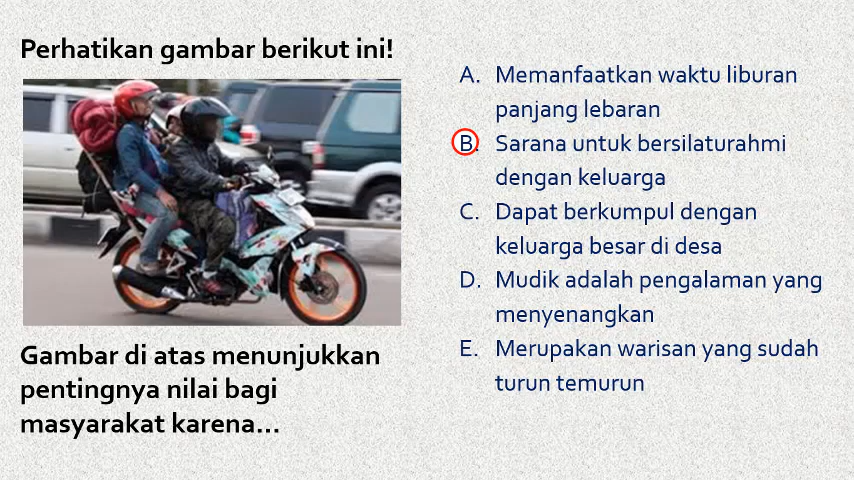 Perhatikan gambar berikut ini!
Gambar di atas menunjukkan
pentingnya nilai bagi
masyarakat karena...
A. Memanfaatkan waktu liburan
panjang lebaran
B. Sarana untuk bersilaturahmi
dengan keluarga
C. Dapat berkumpul dengan
keluarga besar di desa
D. Mudik adalah pengalaman yang
menyenangkan
E. Merupakan warisan yang sudah
turun temurun